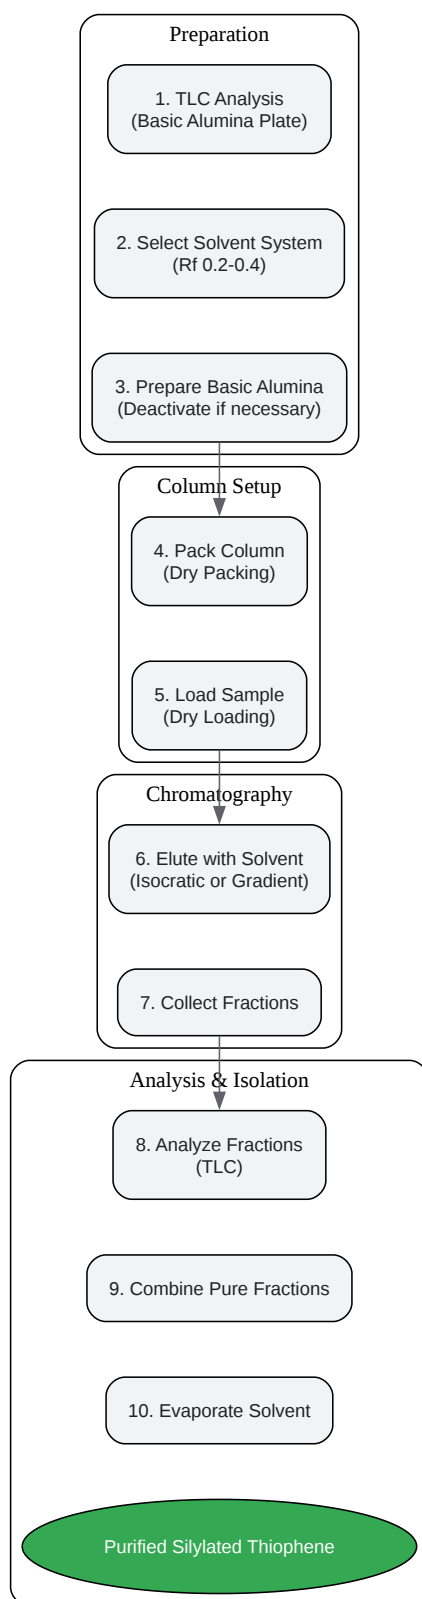 Preparation
1. TLC Analysis
(Basic Alumina Plate)
2. Select Solvent System
(Rf 0.2-0.4)
3. Prepare Basic Alumina
(Deactivate if necessary)
Column Setup
4. Pack Column
(Dry Packing)
5. Load Sample
(Dry Loading)
Chromatography
6. Elute with Solvent
(Isocratic or Gradient)
7. Collect Fractions
Analysis & Isolation
8. Analyze Fractions
(TLC)
9. Combine Pure Fractions
10. Evaporate Solvent
Purified Silylated Thiophene